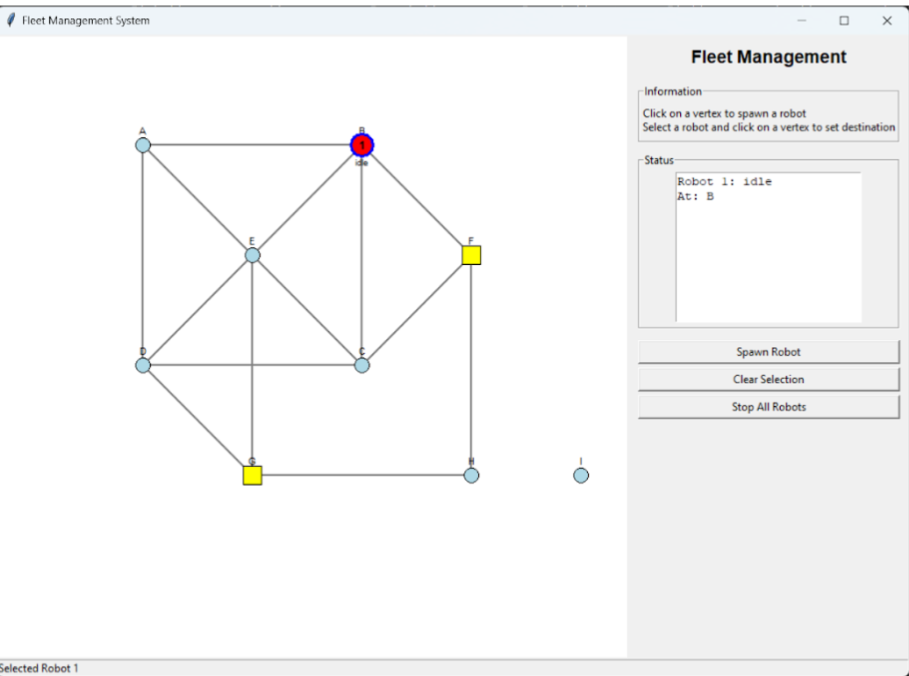 Fleet Management System
Fleet Management
Information
Click on a vertex to spawn a robot
Select a robot and click on a vertex to set destination
Status
Robot 1: idle
At: B
Spawn Robot
Clear Selection
Stop All Robots
A
B
1
idle
E
F
D
C
G
H
I
Selected Robot 1